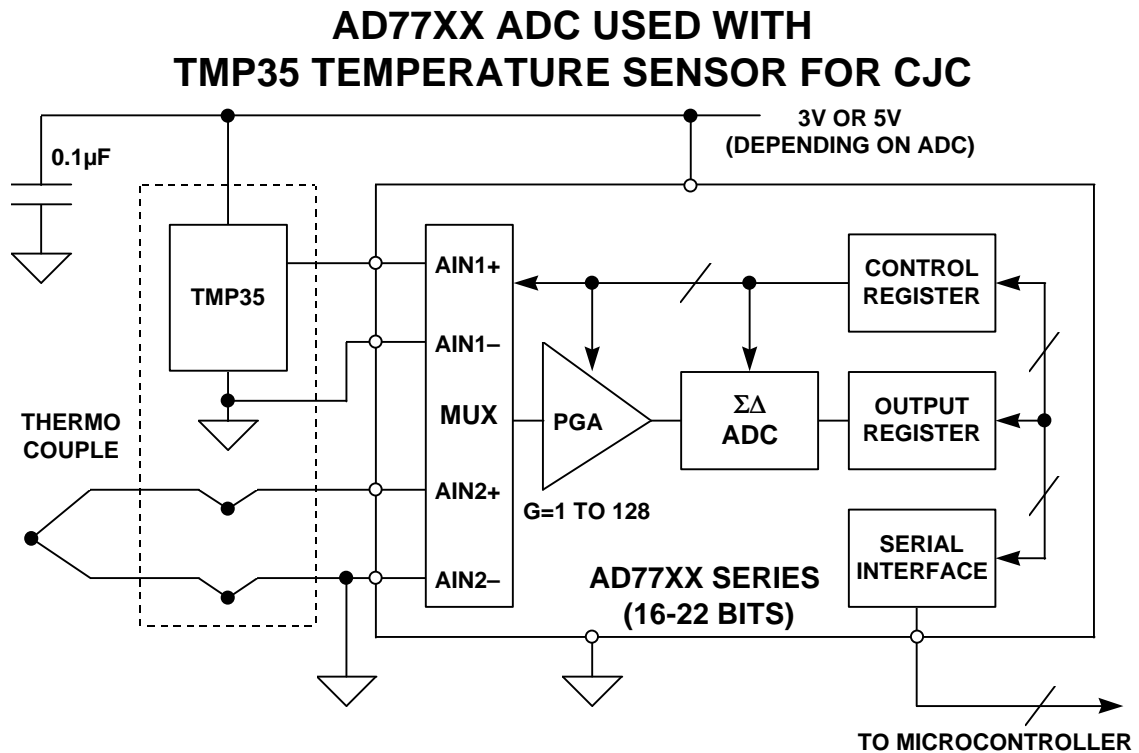 AD77XX ADC USED WITH
TMP35 TEMPERATURE SENSOR FOR CJC
3V OR 5V
(DEPENDING ON ADC)
0.1µF
TMP35
AIN1+
AIN1–
MUX
AIN2+
AIN2–
THERMO
COUPLE
PGA
G=1 TO 128
ΣΔ
ADC
CONTROL
REGISTER
OUTPUT
REGISTER
SERIAL
INTERFACE
AD77XX SERIES
(16-22 BITS)
TO MICROCONTROLLER